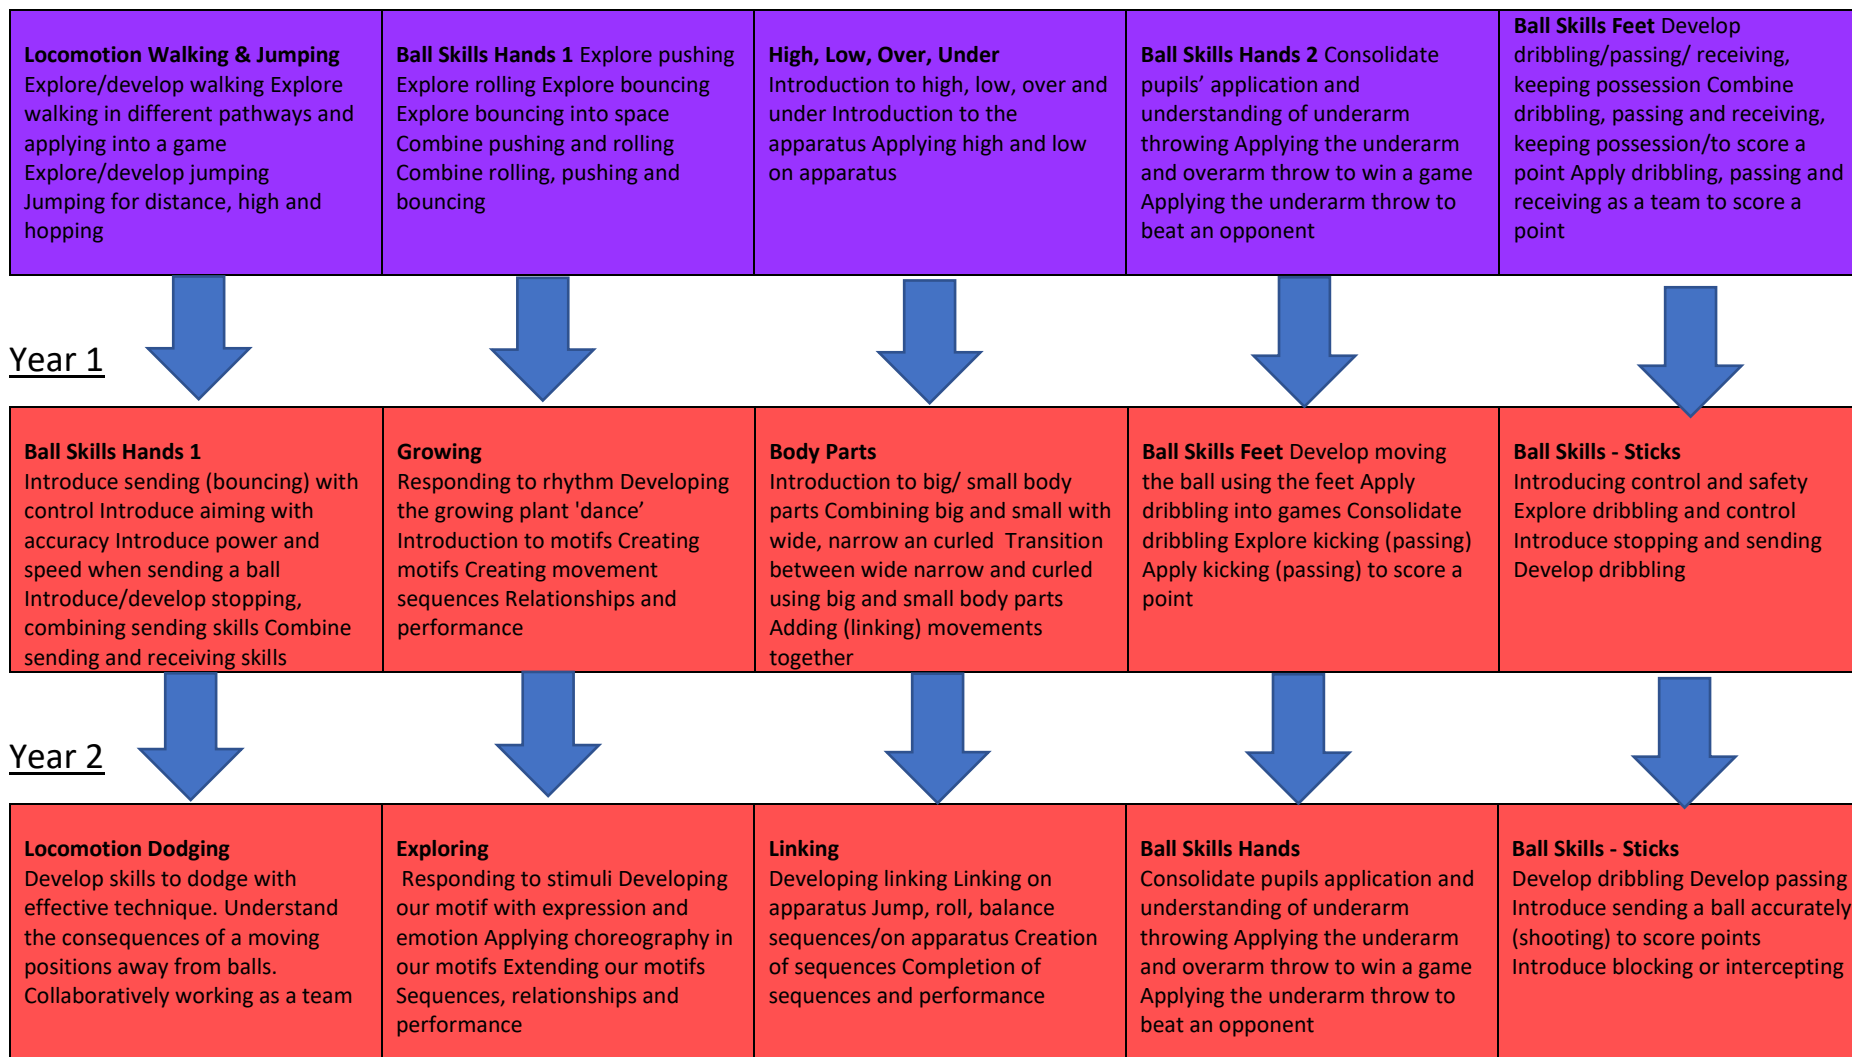 Locomotion Walking & Jumping
Explore/develop walking Explore
walking in different pathways and
applying into a game
Explore/develop jumping
Jumping for distance, high and
hopping
Ball Skills Hands 1 Explore pushing
Explore rolling Explore bouncing
Explore bouncing into space
Combine pushing and rolling
Combine rolling, pushing and
bouncing
High, Low, Over, Under
Introduction to high, low, over and
under Introduction to the
apparatus Applying high and low
on apparatus
Ball Skills Hands 2 Consolidate
pupils’ application and
understanding of underarm
throwing Applying the underarm
and overarm throw to win a game
Applying the underarm throw to
beat an opponent
Ball Skills Feet Develop
dribbling/passing/ receiving,
keeping possession Combine
dribbling, passing and receiving,
keeping possession/to score a
point Apply dribbling, passing and
receiving as a team to score a
point
Year 1
Ball Skills Hands 1
Introduce sending (bouncing) with
control Introduce aiming with
accuracy Introduce power and
speed when sending a ball
Introduce/develop stopping,
combining sending skills Combine
sending and receiving skills
Growing
Responding to rhythm Developing
the growing plant 'dance’
Introduction to motifs Creating
motifs Creating movement
sequences Relationships and
performance
Body Parts
Introduction to big/ small body
parts Combining big and small with
wide, narrow an curled  Transition
between wide narrow and curled
using big and small body parts
Adding (linking) movements
together
Ball Skills Feet Develop moving
the ball using the feet Apply
dribbling into games Consolidate
dribbling Explore kicking (passing)
Apply kicking (passing) to score a
point
Ball Skills - Sticks
Introducing control and safety
Explore dribbling and control
Introduce stopping and sending
Develop dribbling
Year 2
Locomotion Dodging
Develop skills to dodge with
effective technique. Understand
the consequences of a moving
positions away from balls.
Collaboratively working as a team
Exploring
Responding to stimuli Developing
our motif with expression and
emotion Applying choreography in
our motifs Extending our motifs
Sequences, relationships and
performance
Linking
Developing linking Linking on
apparatus Jump, roll, balance
sequences/on apparatus Creation
of sequences Completion of
sequences and performance
Ball Skills Hands
Consolidate pupils application and
understanding of underarm
throwing Applying the underarm
and overarm throw to win a game
Applying the underarm throw to
beat an opponent
Ball Skills - Sticks
Develop dribbling Develop passing
Introduce sending a ball accurately
(shooting) to score points
Introduce blocking or intercepting